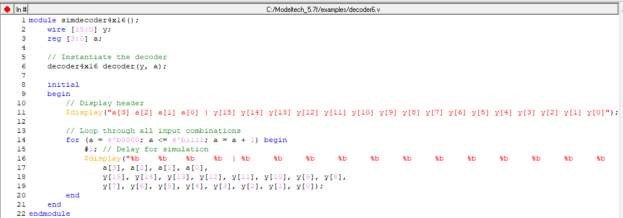 ln #
C:/Modeltech_5.7f/examples/decoder6.v
1 module simdecoder4x16();
2 wire [15:0] y;
3 reg [3:0] a;
4
5 // Instantiate the decoder
6 decoder4x16 decoder(y, a);
7
8 initial
9 begin
10 // Display header
11 $display("a[3] a[2] a[1] a[0] | y[15] y[14] y[13] y[12] y[11] y[10] y[9] y[8] y[7] y[6] y[5] y[4] y[3] y[2] y[1] y[0]");
12
13 // Loop through all input combinations
14 for (a = 4'b0000; a <= 4'b1111; a = a + 1) begin
15 #1; // Delay for simulation
16 $display("%b %b %b %b | %b %b %b %b %b %b %b %b %b %b %b %b
17 a[3], a[2], a[1], a[0],
18 y[15], y[14], y[13], y[12], y[11], y[10], y[9], y[8],
19 y[7], y[6], y[5], y[4], y[3], y[2], y[1], y[0]);
20 end
21 end
22 endmodule